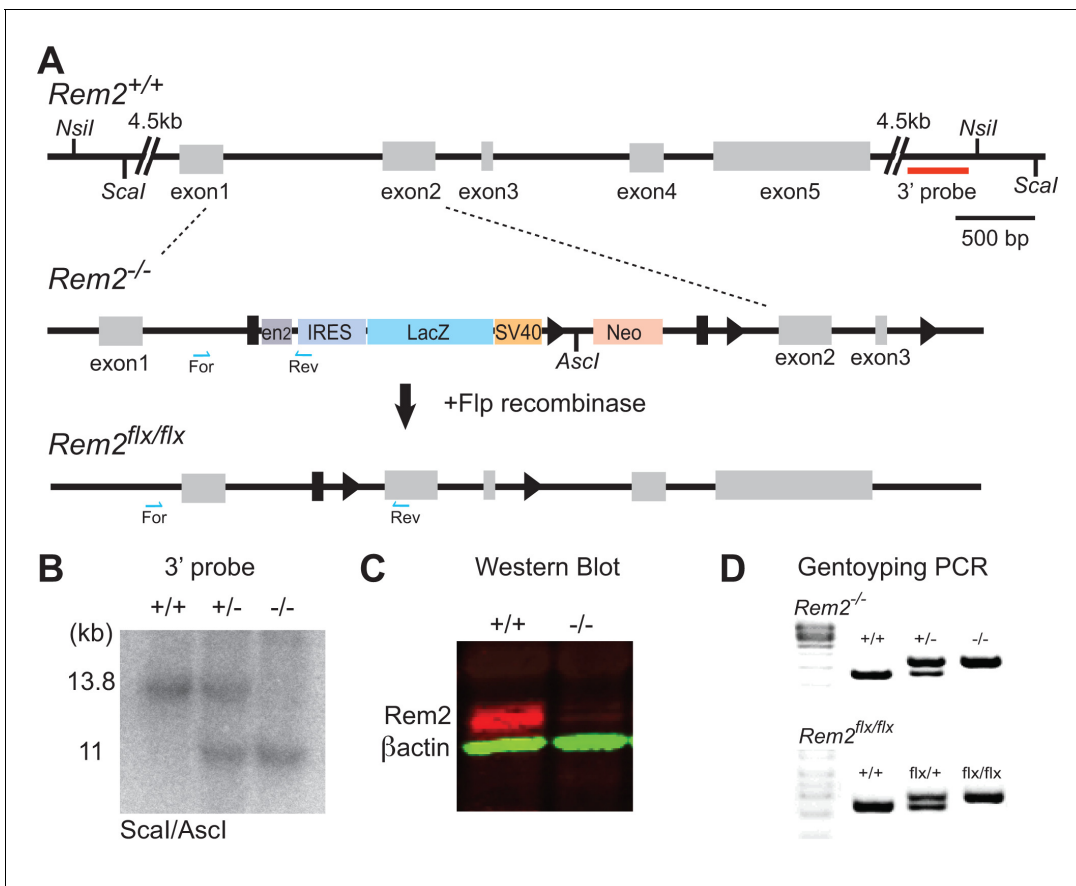 A
Rem2+/+
NsiI 4.5kb 4.5kb NsiI
ScaI exon1 exon2 exon3 exon4 exon5 3’ probe ScaI
500 bp
Rem2-/-
en2 IRES LacZ SV40 Neo
exon1 For Rev AscI exon2 exon3
+Flp recombinase
Rem2flx/flx
For Rev
B 3’ probe
+/+ +/- -/-
(kb)
13.8
11
ScaI/AscI
C Western Blot
+/+ -/-
Rem2
βactin
D Gentoyping PCR
Rem2-/-
+/+ +/- -/-
Rem2flx/flx
+/+ flx/+ flx/flx